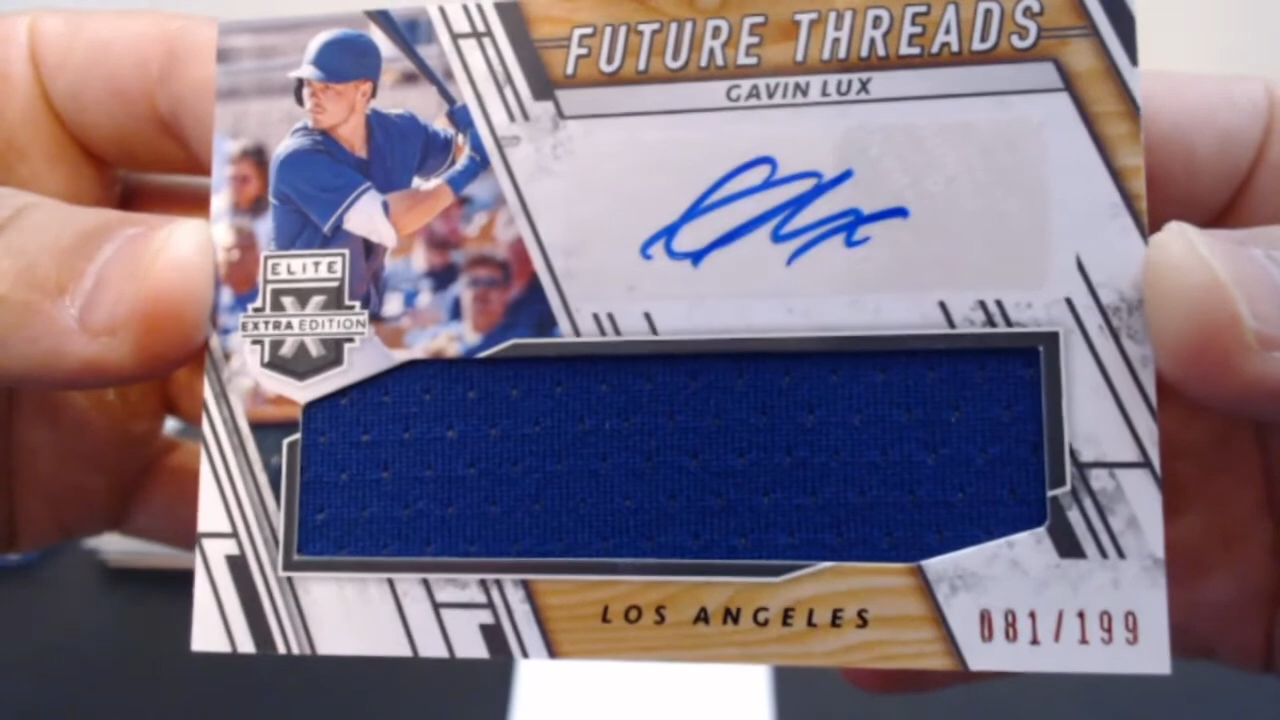 FUTURE THREADS
GAVIN LUX
ELITE
X
EXTRA EDITION
LOS ANGELES
081/199